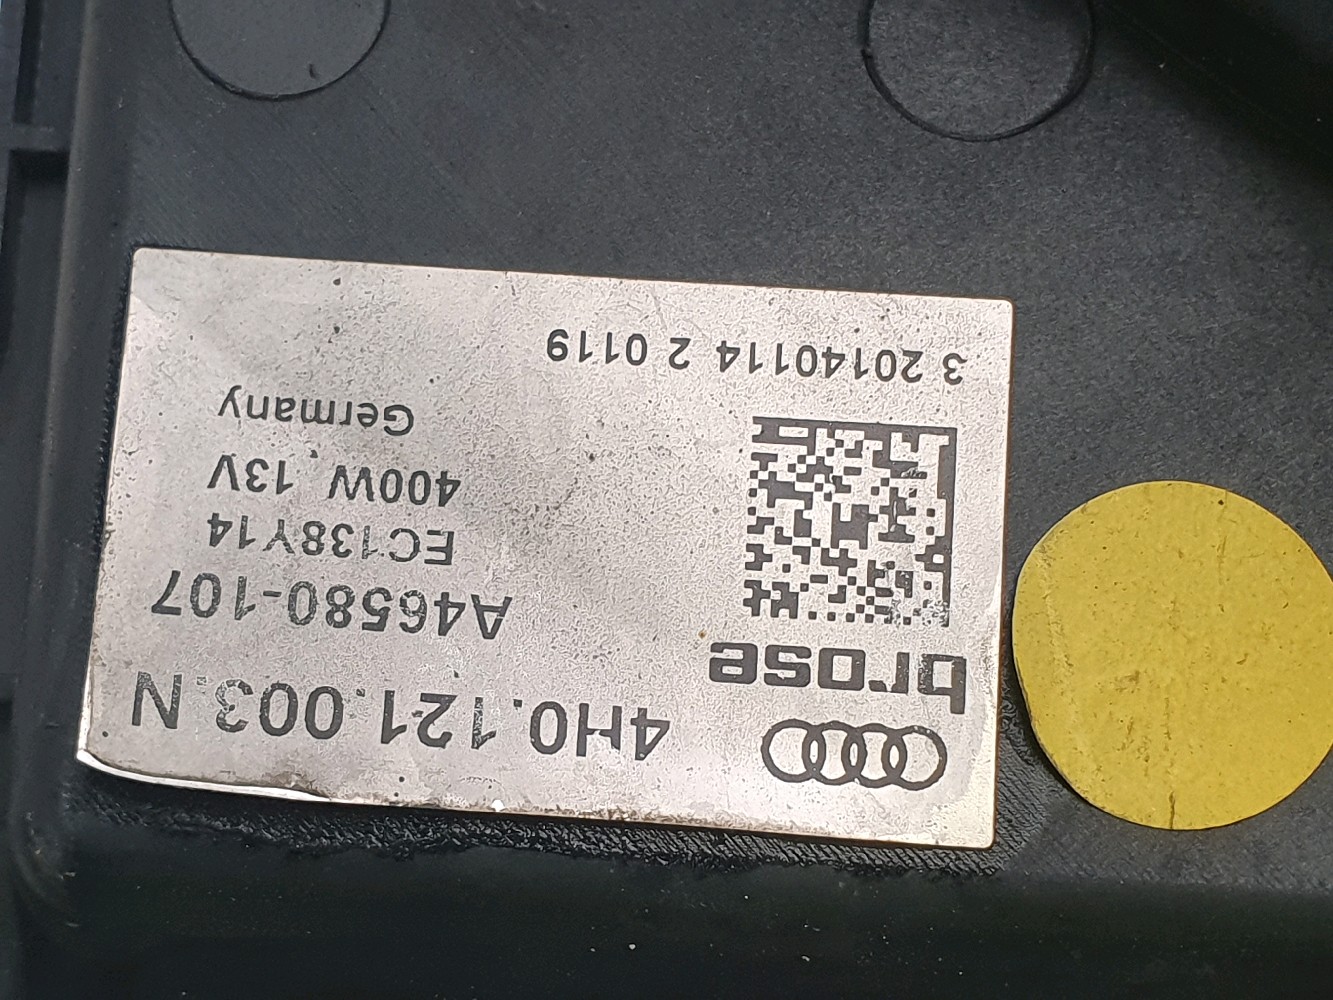 4H0.121.003 N
brose
A46580-107
EC138Y14
400W 13V
Germany
3 20140114 2 0119